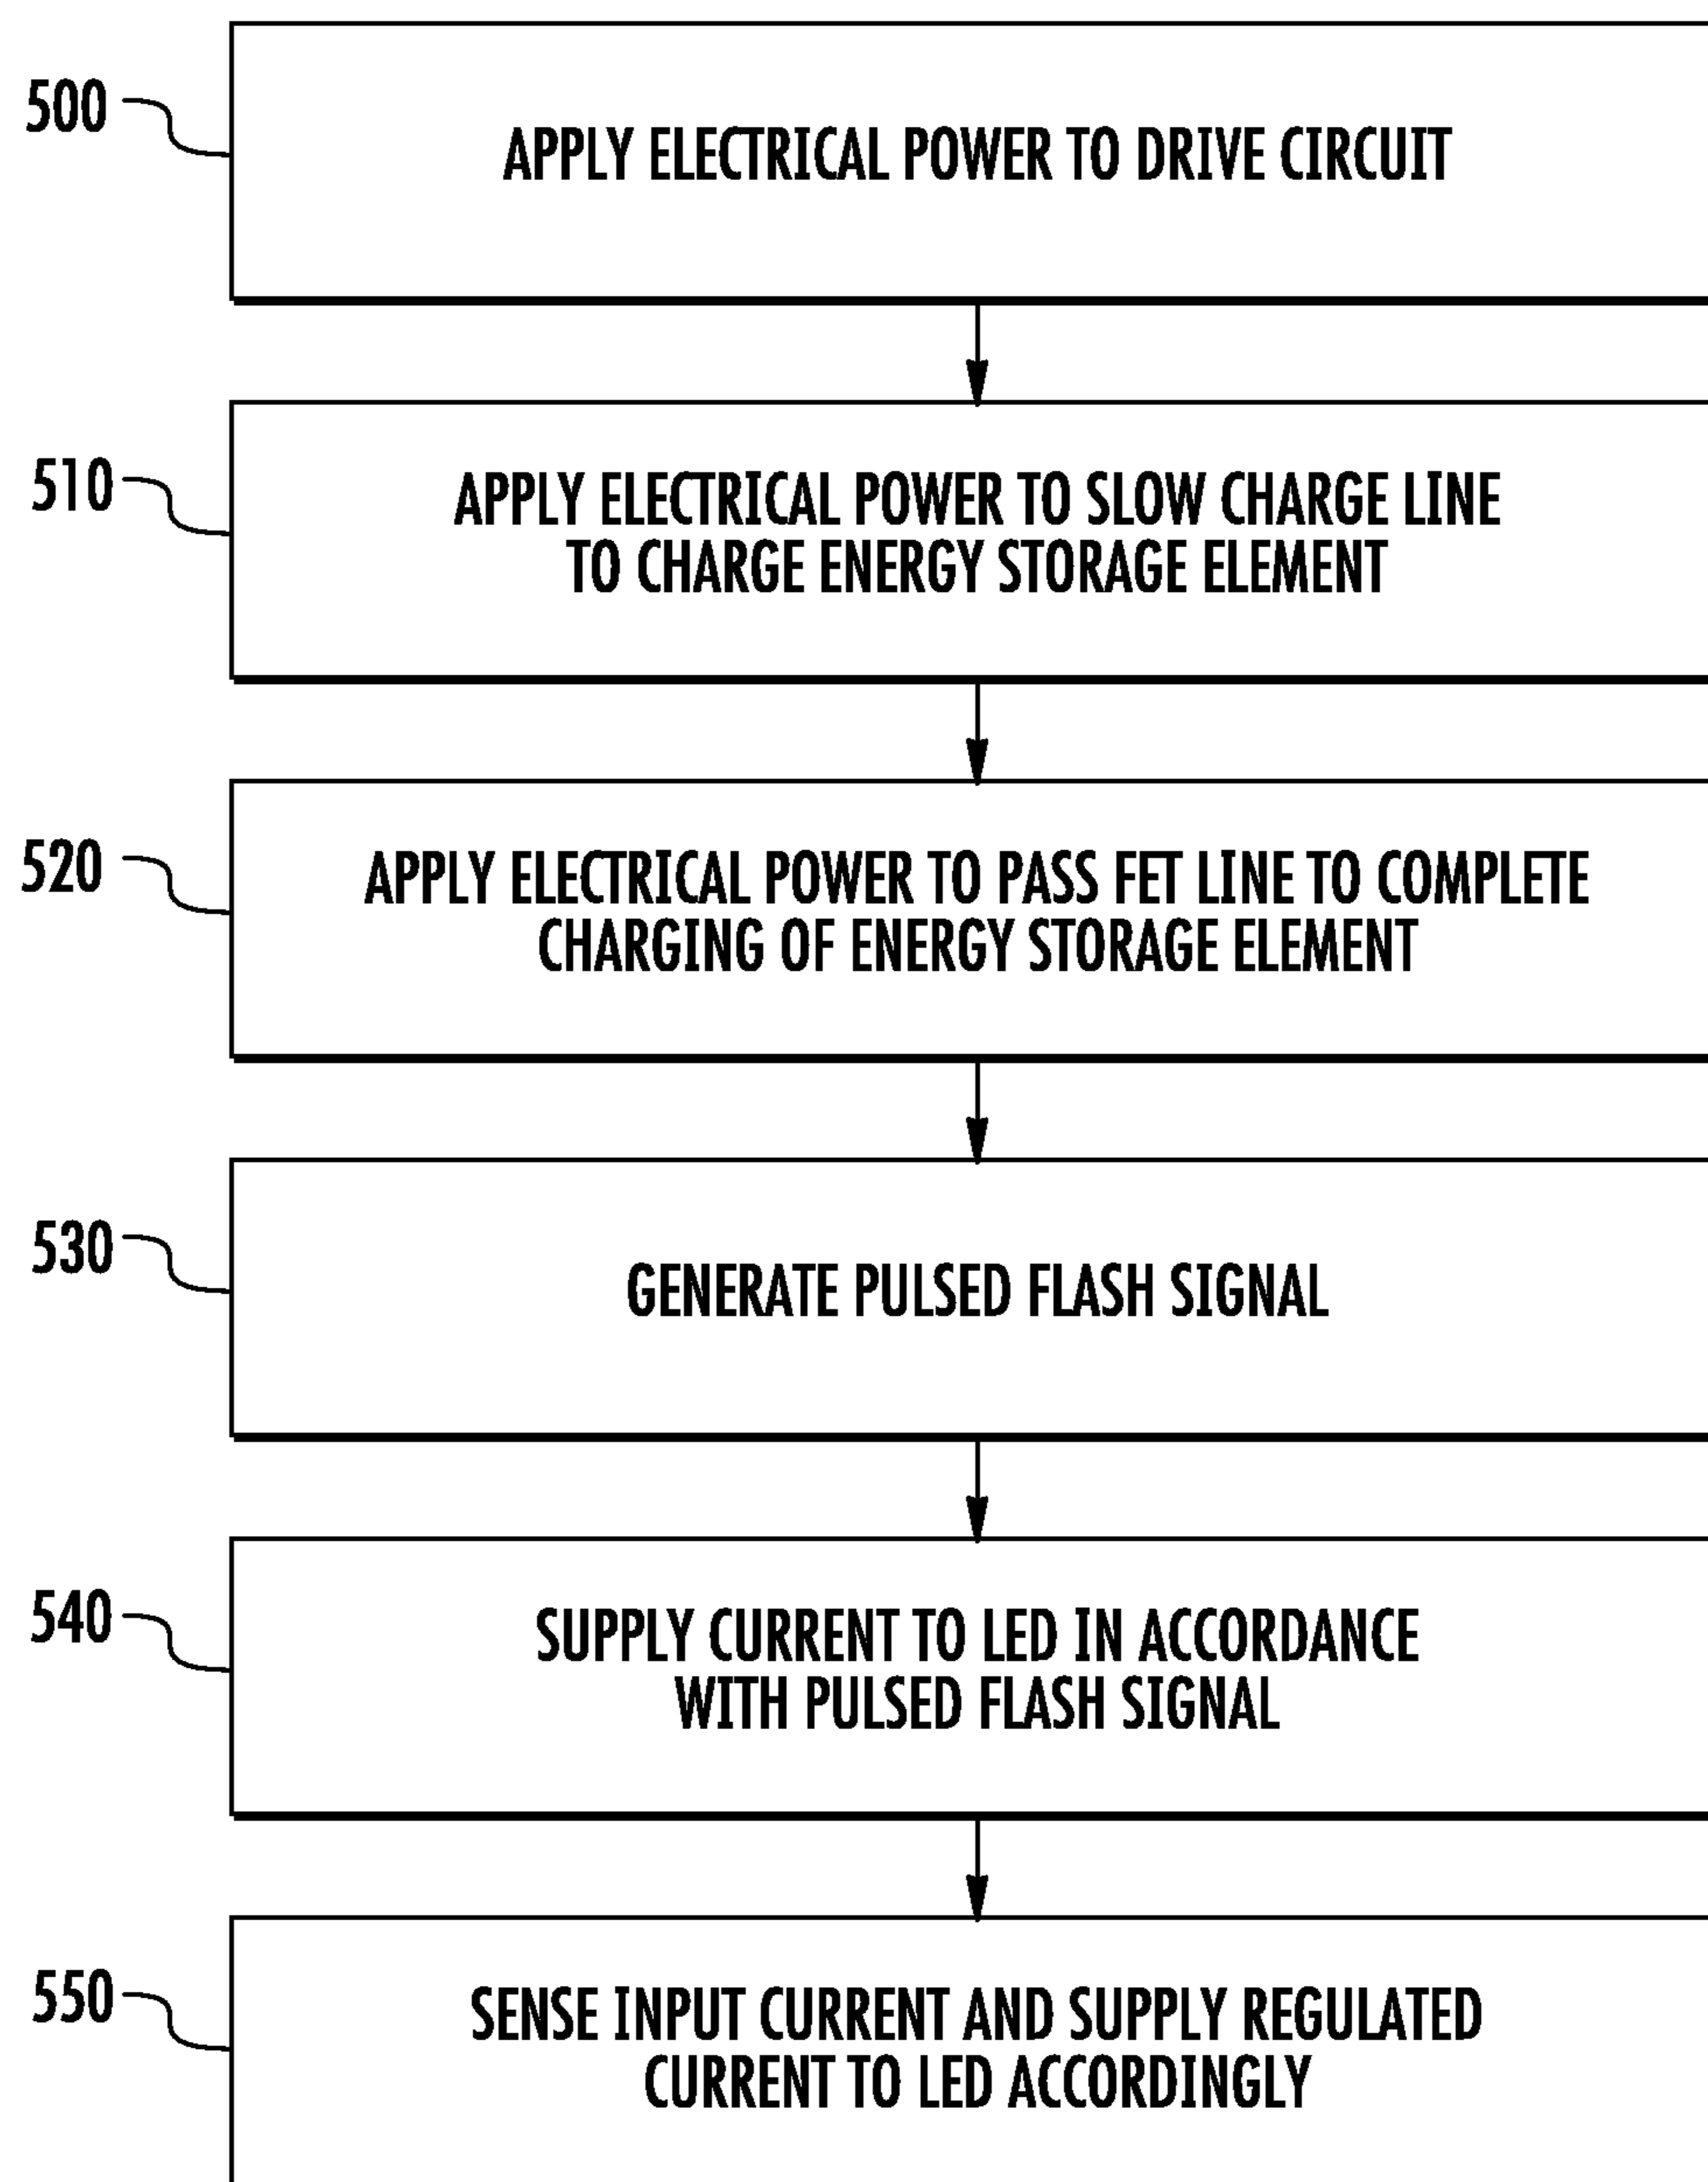 500
APPLY ELECTRICAL POWER TO DRIVE CIRCUIT
510
APPLY ELECTRICAL POWER TO SLOW CHARGE LINE
TO CHARGE ENERGY STORAGE ELEMENT
520
APPLY ELECTRICAL POWER TO PASS FET LINE TO COMPLETE
CHARGING OF ENERGY STORAGE ELEMENT
530
GENERATE PULSED FLASH SIGNAL
540
SUPPLY CURRENT TO LED IN ACCORDANCE
WITH PULSED FLASH SIGNAL
550
SENSE INPUT CURRENT AND SUPPLY REGULATED
CURRENT TO LED ACCORDINGLY